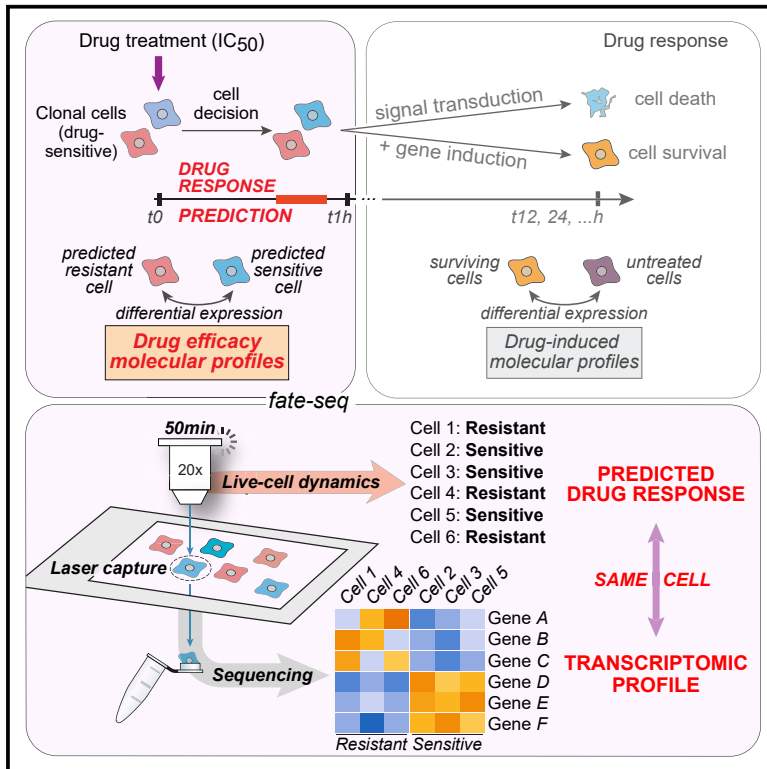 Drug treatment (IC50)
Clonal cells
(drug-
sensitive)
cell
decision
DRUG
RESPONSE
PREDICTION
t0
t1h
predicted
resistant
cell
predicted
sensitive
cell
differential expression
Drug efficacy
molecular profiles
Drug response
signal transduction
+ gene induction
cell death
cell survival
...
t12, 24, ...h
surviving
cells
untreated
cells
differential expression
Drug-induced
molecular profiles
fate-seq
50min
20x
Live-cell dynamics
Laser capture
Sequencing
Cell 1: Resistant
Cell 2: Sensitive
Cell 3: Sensitive
Cell 4: Resistant
Cell 5: Sensitive
Cell 6: Resistant
PREDICTED
DRUG RESPONSE
SAME CELL
TRANSCRIPTOMIC
PROFILE
Cell 1
Cell 4
Cell 6
Cell 2
Cell 3
Cell 5
Gene A
Gene B
Gene C
Gene D
Gene E
Gene F
Resistant Sensitive